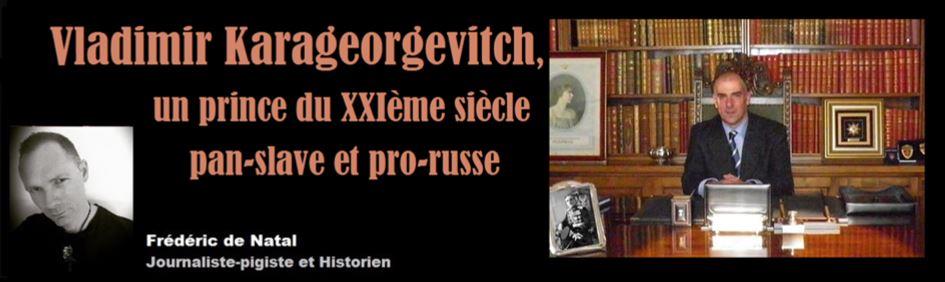 Vladimir Karageorgevitch,
un prince du XXIème siècle
pan-slave et pro-russe
Frédéric de Natal
Journaliste-pigiste et Historien